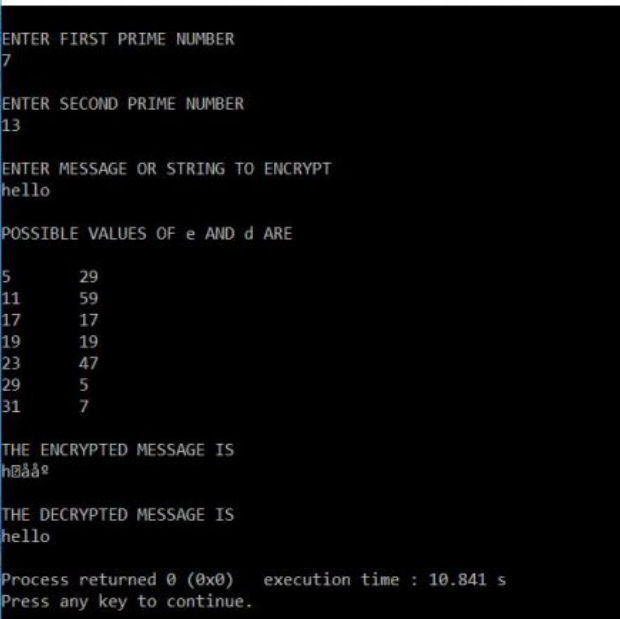 ENTER FIRST PRIME NUMBER
7
ENTER SECOND PRIME NUMBER
13
ENTER MESSAGE OR STRING TO ENCRYPT
hello
POSSIBLE VALUES OF e AND d ARE
5 29
11 59
17 17
19 19
23 47
29 5
31 7
THE ENCRYPTED MESSAGE IS
h⍰ååº
THE DECRYPTED MESSAGE IS
hello
Process returned 0 (0x0) execution time : 10.841 s
Press any key to continue.